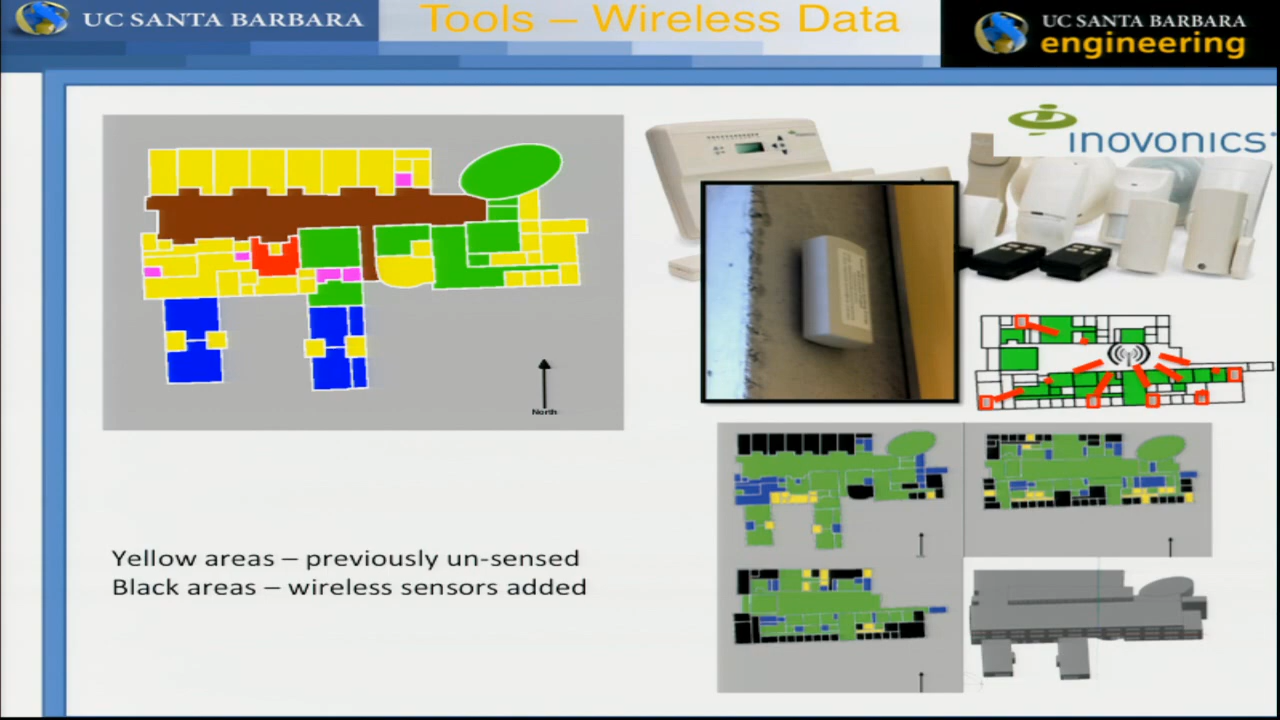 UC SANTA BARBARA
Tools – Wireless Data
UC SANTA BARBARA
engineering
INOVONICS
North
Yellow areas – previously un-sensed
Black areas – wireless sensors added